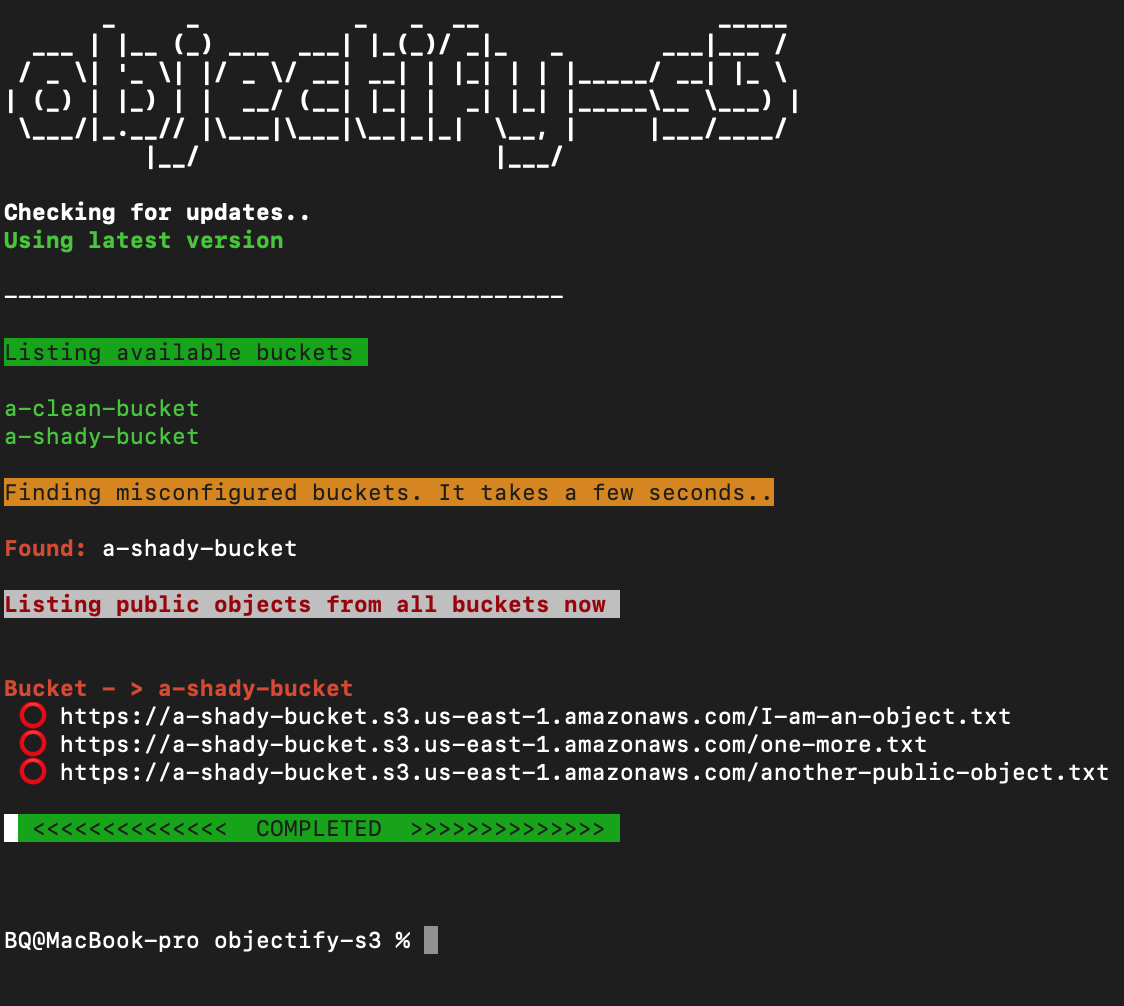 objectify-s3
Checking for updates..
Using latest version
----------------------------------------
Listing available buckets
a-clean-bucket
a-shady-bucket
Finding misconfigured buckets. It takes a few seconds..
Found: a-shady-bucket
Listing public objects from all buckets now
Bucket - > a-shady-bucket
⭕ https://a-shady-bucket.s3.us-east-1.amazonaws.com/I-am-an-object.txt
⭕ https://a-shady-bucket.s3.us-east-1.amazonaws.com/one-more.txt
⭕ https://a-shady-bucket.s3.us-east-1.amazonaws.com/another-public-object.txt
<<<<<<<<<<<<<< COMPLETED >>>>>>>>>>>>>>
BQ@MacBook-pro objectify-s3 %